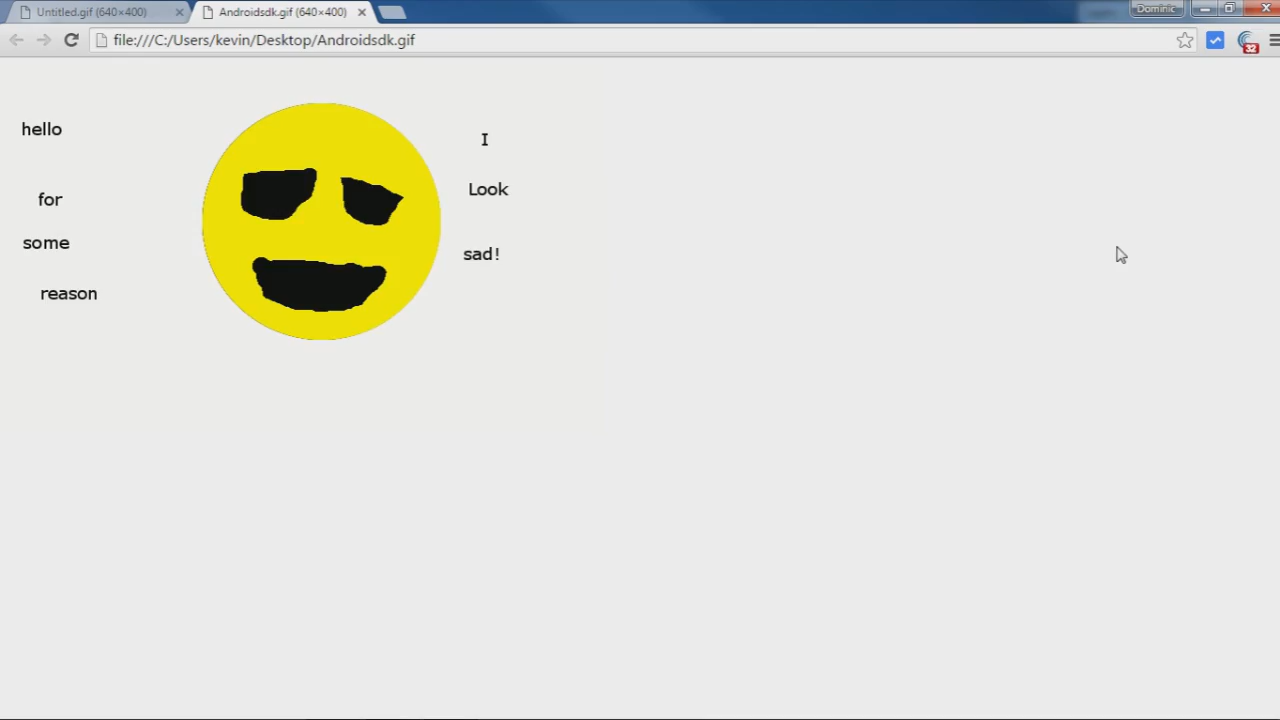 Untitled.gif (640×400)
Androidsdk.gif (640×400)
Dominic
file:///C:/Users/kevin/Desktop/Androidsdk.gif
32
hello
for
some
reason
I
Look
sad!